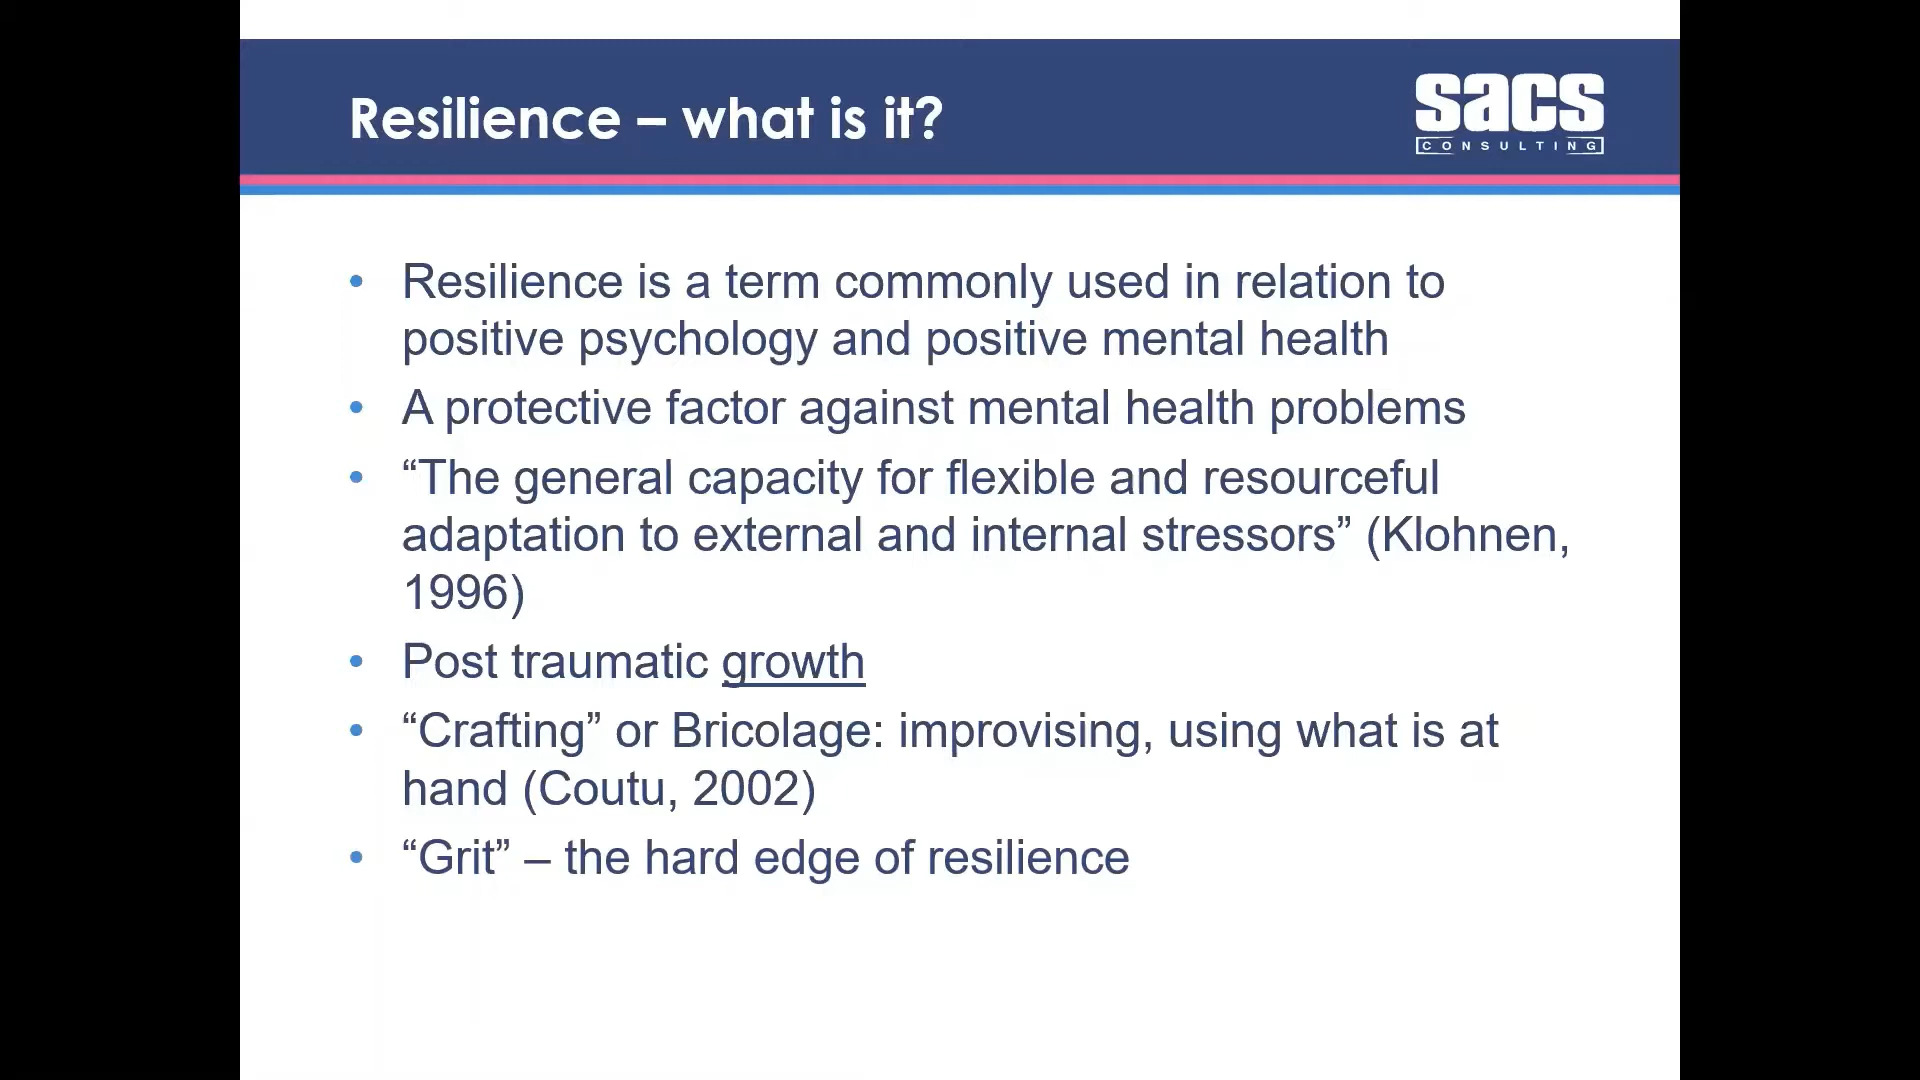 Resilience – what is it?
sacs
CONSULTING
• Resilience is a term commonly used in relation to
positive psychology and positive mental health
• A protective factor against mental health problems
• “The general capacity for flexible and resourceful
adaptation to external and internal stressors” (Klohnen,
1996)
• Post traumatic growth
• “Crafting” or Bricolage: improvising, using what is at
hand (Coutu, 2002)
• “Grit” – the hard edge of resilience